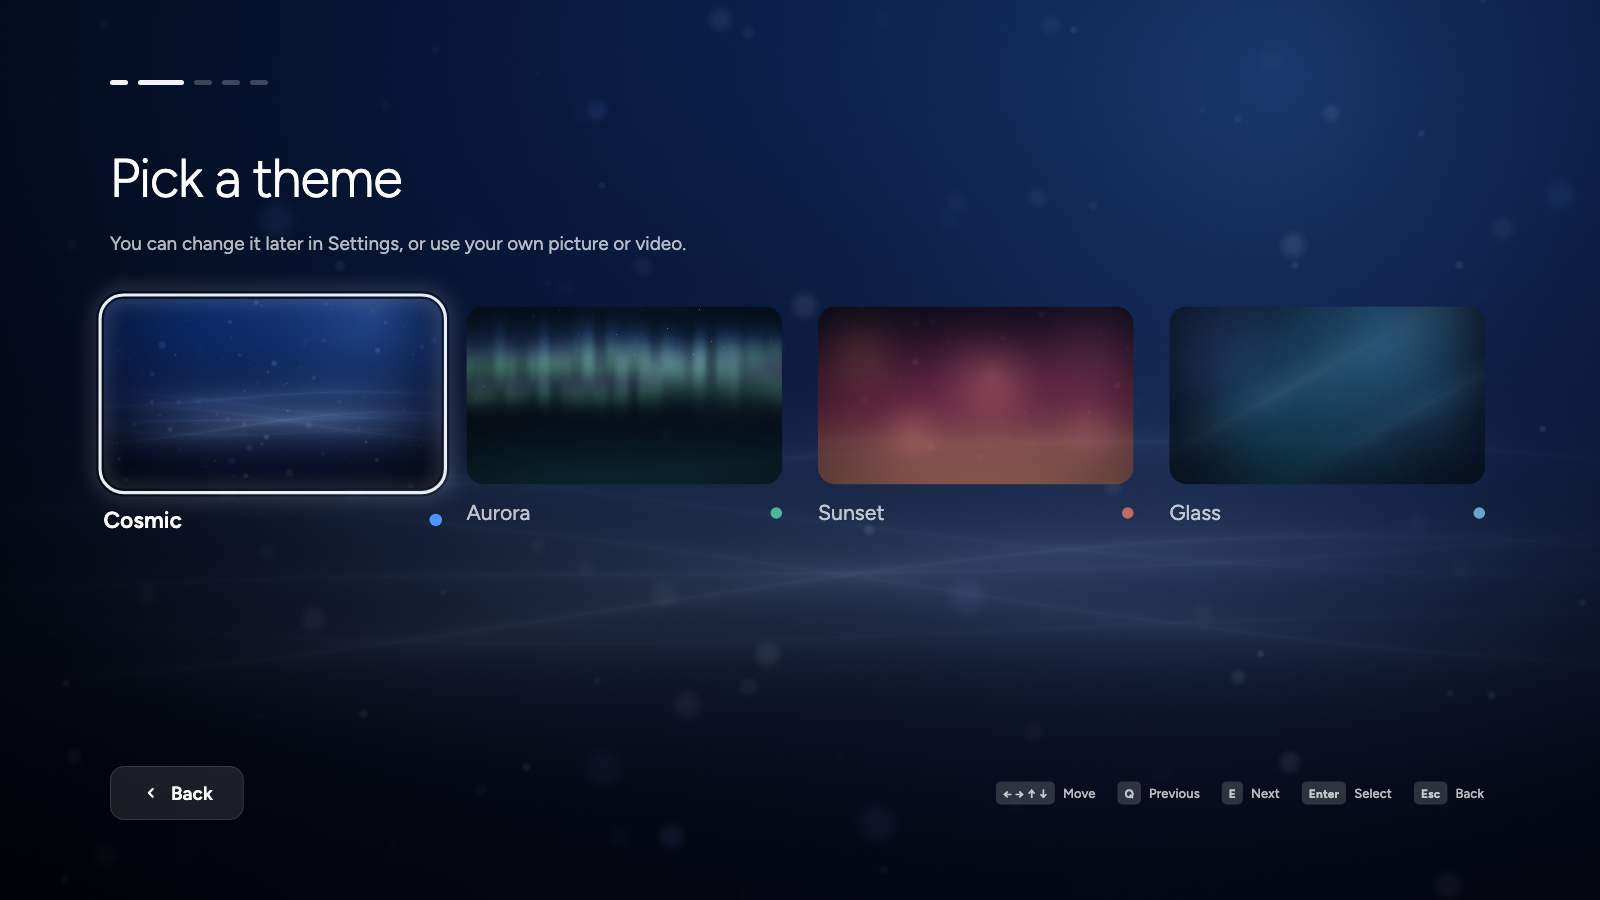 Pick a theme
You can change it later in Settings, or use your own picture or video.
Cosmic
Aurora
Sunset
Glass
Back
←→↑↓ Move Q Previous E Next Enter Select Esc Back